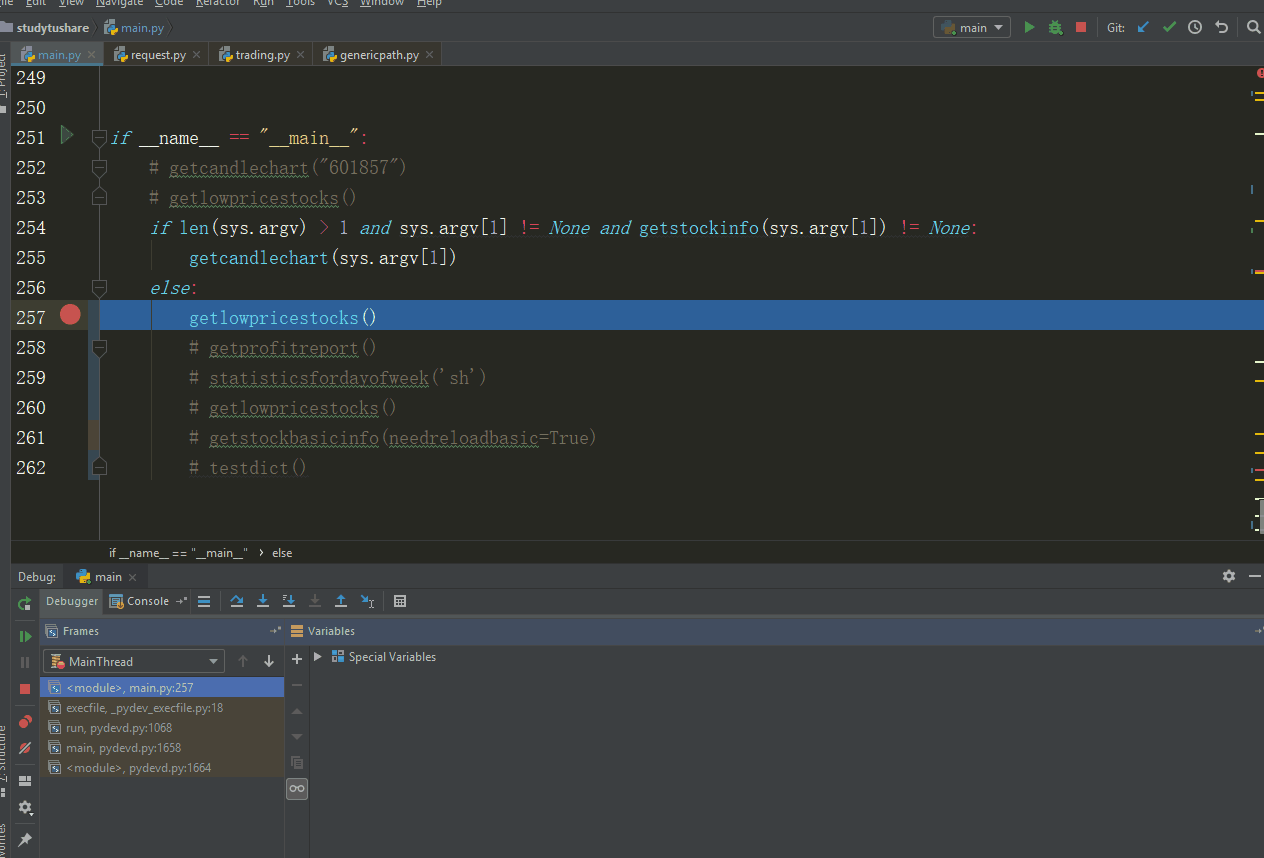 Edit View Navigate Code Refactor Run Tools VCS Window Help
studytushare main.py main Git:
main.py request.py trading.py genericpath.py
249
250
251 if __name__ == "__main__":
252 # getcandlechart("601857")
253 # getlowpricestocks()
254 if len(sys.argv) > 1 and sys.argv[1] != None and getstockinfo(sys.argv[1]) != None:
255 getcandlechart(sys.argv[1])
256 else:
257 getlowpricestocks()
258 # getprofitreport()
259 # statisticsfordayofweek('sh')
260 # getlowpricestocks()
261 # getstockbasicinfo(needreloadbasic=True)
262 # testdict()
if __name__ == "__main__" › else
Debug: main
Debugger Console
Frames Variables
MainThread Special Variables
<module>, main.py:257
execfile, _pydev_execfile.py:18
run, pydevd.py:1068
main, pydevd.py:1658
<module>, pydevd.py:1664
1: Project